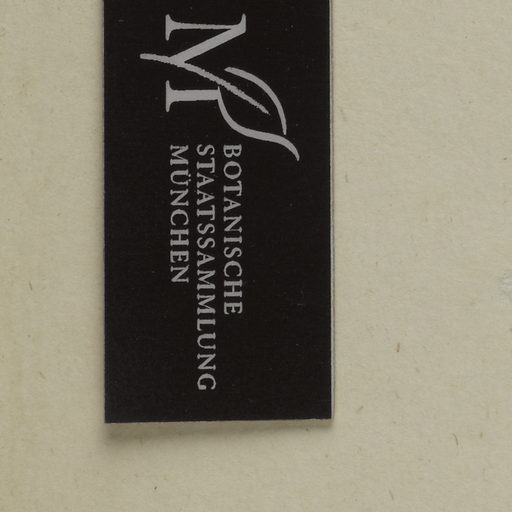 M
BOTANISCHE
STAATSSAMMLUNG
MÜNCHEN